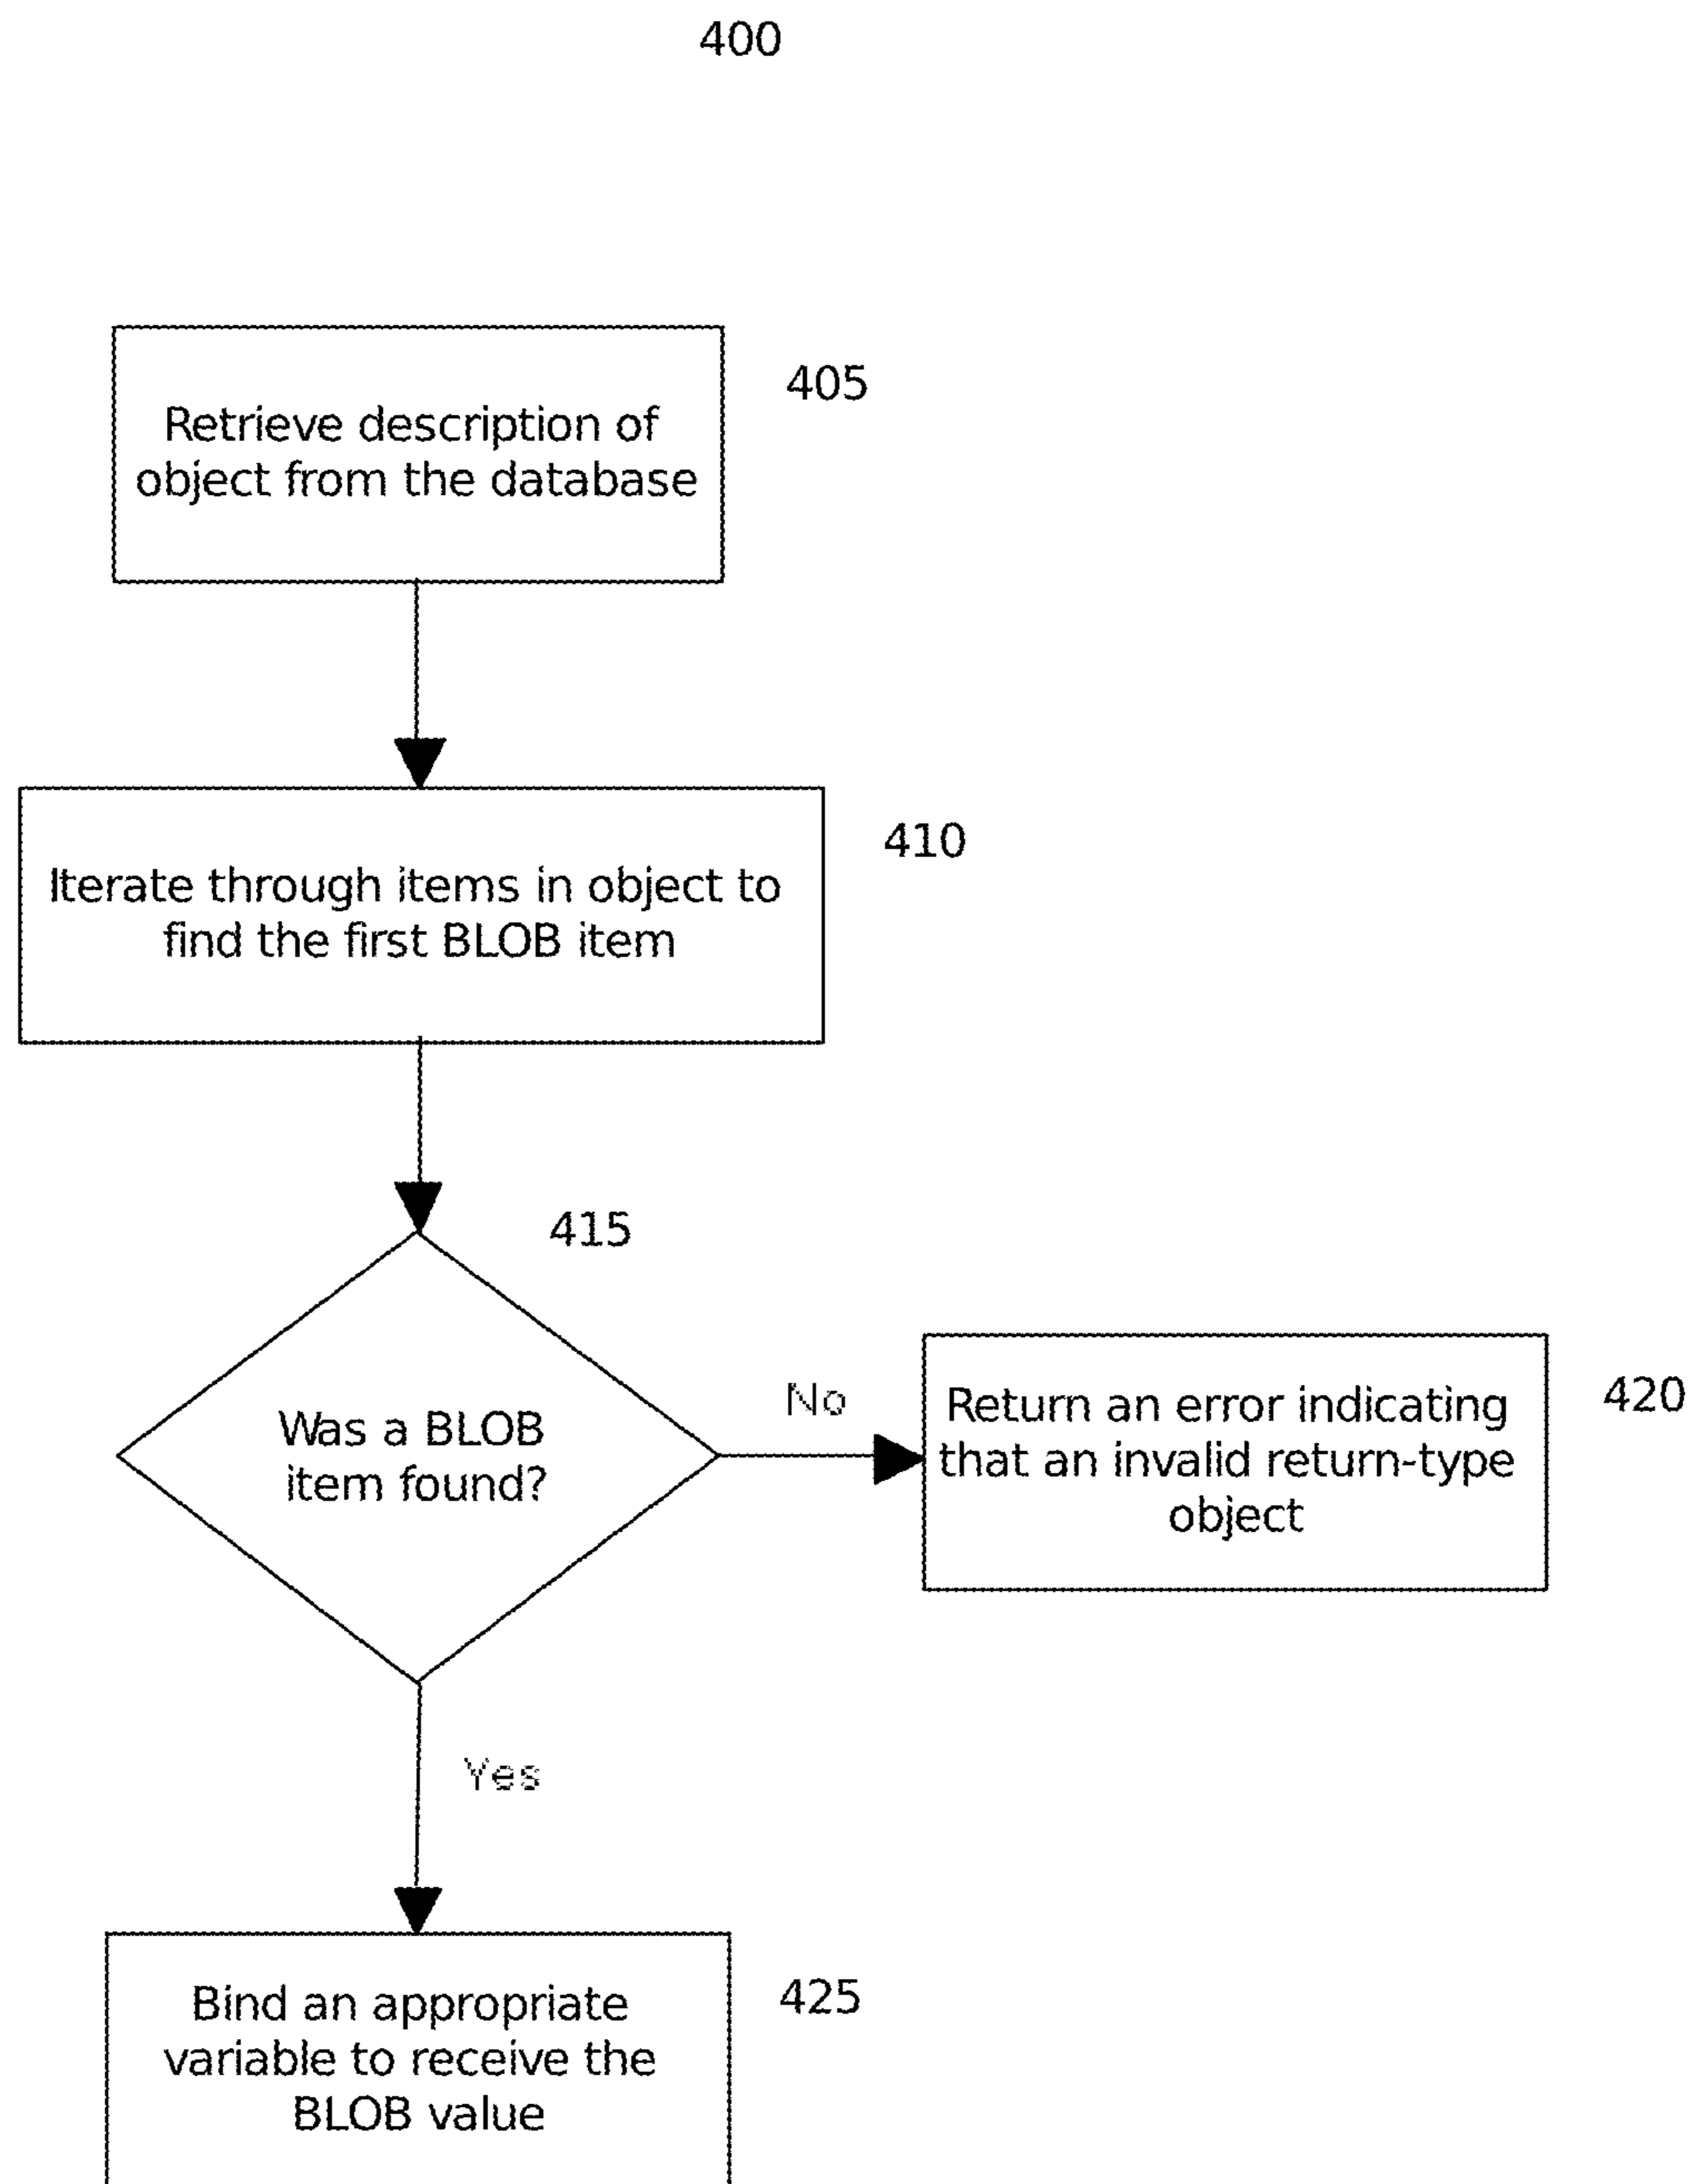 400
405
Retrieve description of
object from the database
410
Iterate through items in object to
find the first BLOB item
415
Was a BLOB
item found?
No
Return an error indicating
that an invalid return-type
object
420
Yes
Bind an appropriate
variable to receive the
BLOB value
425